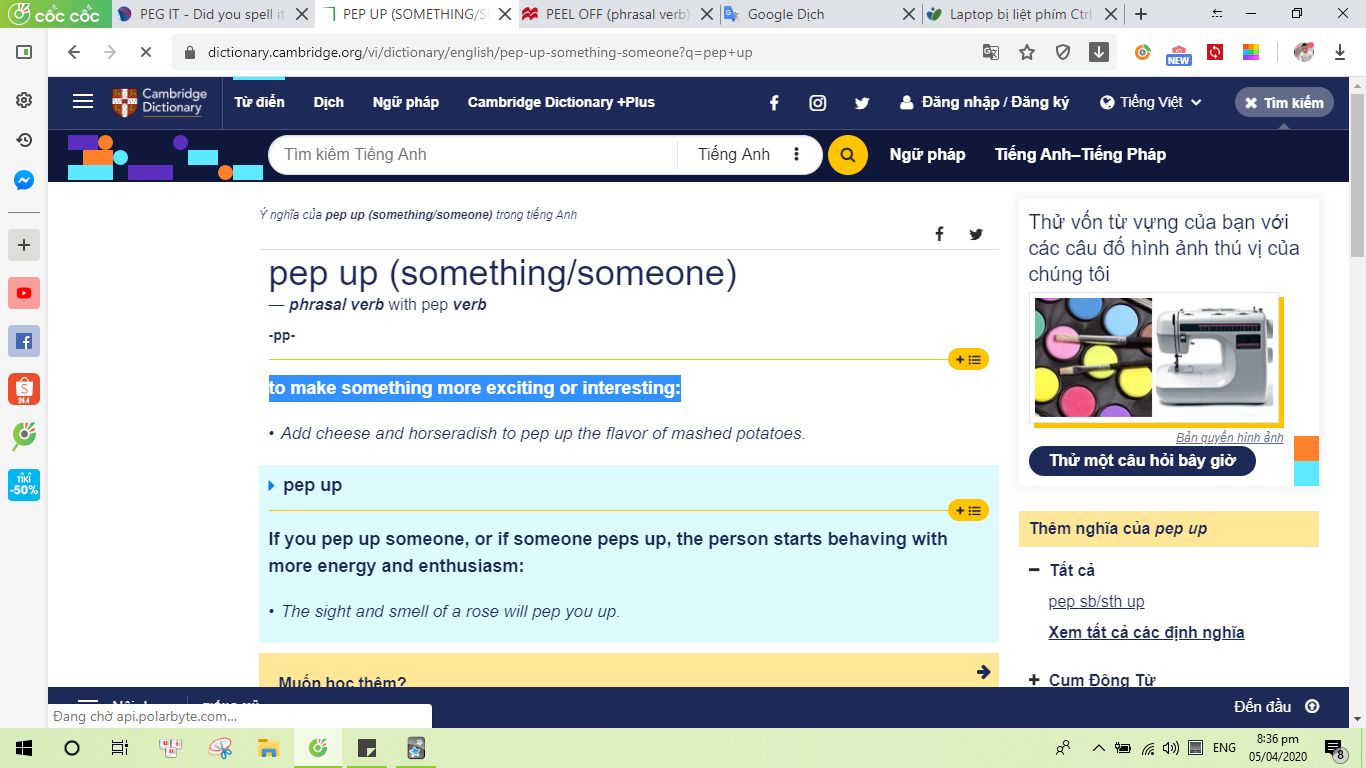 cốc cốc
PEG IT - Did you spell it
PEP UP (SOMETHING/S
PEEL OFF (phrasal verb)
Google Dịch
Laptop bị liệt phím Ctrl
dictionary.cambridge.org/vi/dictionary/english/pep-up-something-someone?q=pep+up
NEW
Cambridge
Dictionary
Từ điển
Dịch
Ngữ pháp
Cambridge Dictionary +Plus
Đăng nhập / Đăng ký
Tiếng Việt
Tìm kiếm
Tìm kiếm Tiếng Anh
Tiếng Anh
Ngữ pháp
Tiếng Anh–Tiếng Pháp
Ý nghĩa của pep up (something/someone) trong tiếng Anh
pep up (something/someone)
— phrasal verb with pep verb
-pp-
to make something more exciting or interesting:
• Add cheese and horseradish to pep up the flavor of mashed potatoes.
pep up
If you pep up someone, or if someone peps up, the person starts behaving with
more energy and enthusiasm:
• The sight and smell of a rose will pep you up.
Muốn học thêm?
Thử vốn từ vựng của bạn với
các câu đố hình ảnh thú vị của
chúng tôi
Bản quyền hình ảnh
Thử một câu hỏi bây giờ
Thêm nghĩa của pep up
Tất cả
pep sb/sth up
Xem tất cả các định nghĩa
Cụm Động Từ
Đến đầu
24.4
TIKI
-50%
Đang chờ api.polarbyte.com...
ENG
8:36 pm
05/04/2020
8